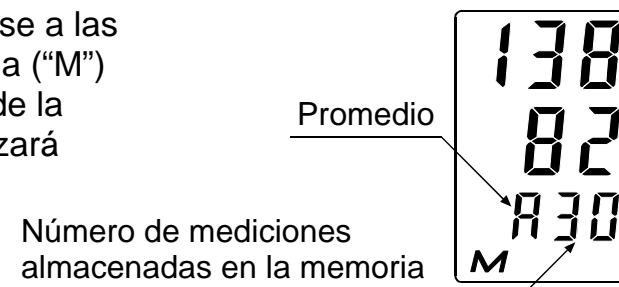 se a las
a (“M”)
de la
zará
Promedio
Número de mediciones
almacenadas en la memoria
138
82
A30
M